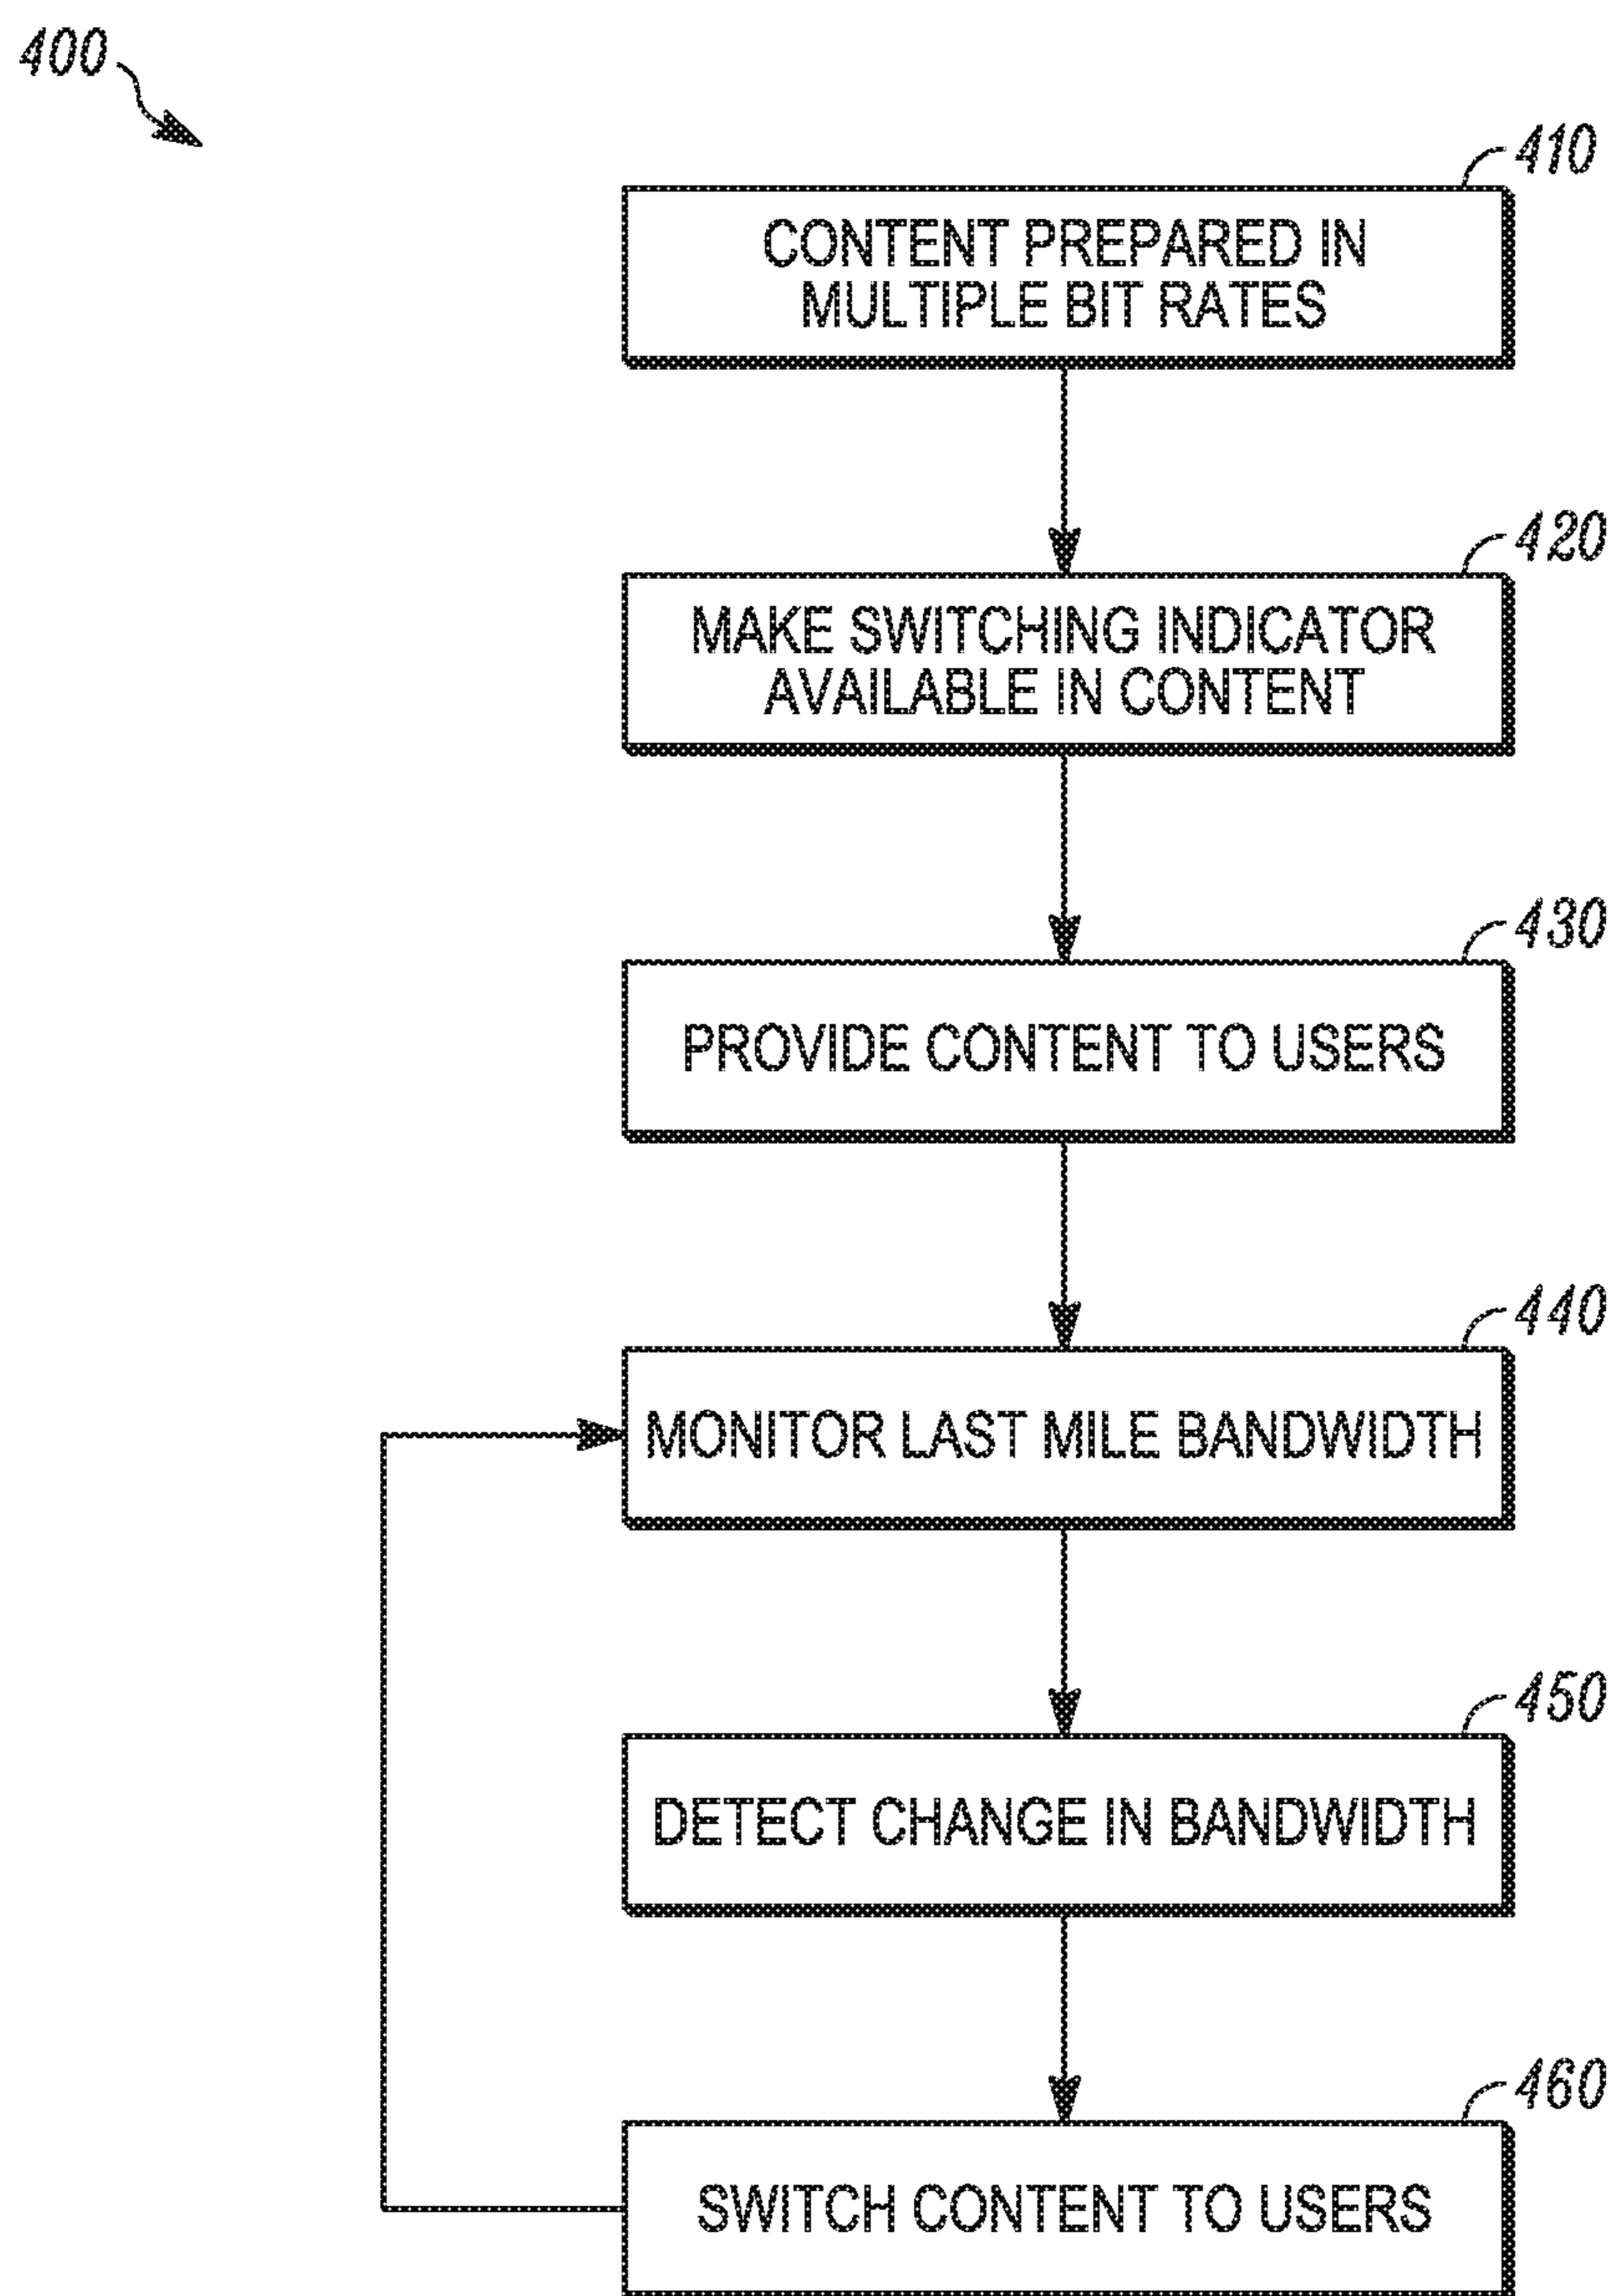 400
410
CONTENT PREPARED IN
MULTIPLE BIT RATES
420
MAKE SWITCHING INDICATOR
AVAILABLE IN CONTENT
430
PROVIDE CONTENT TO USERS
440
MONITOR LAST MILE BANDWIDTH
450
DETECT CHANGE IN BANDWIDTH
460
SWITCH CONTENT TO USERS